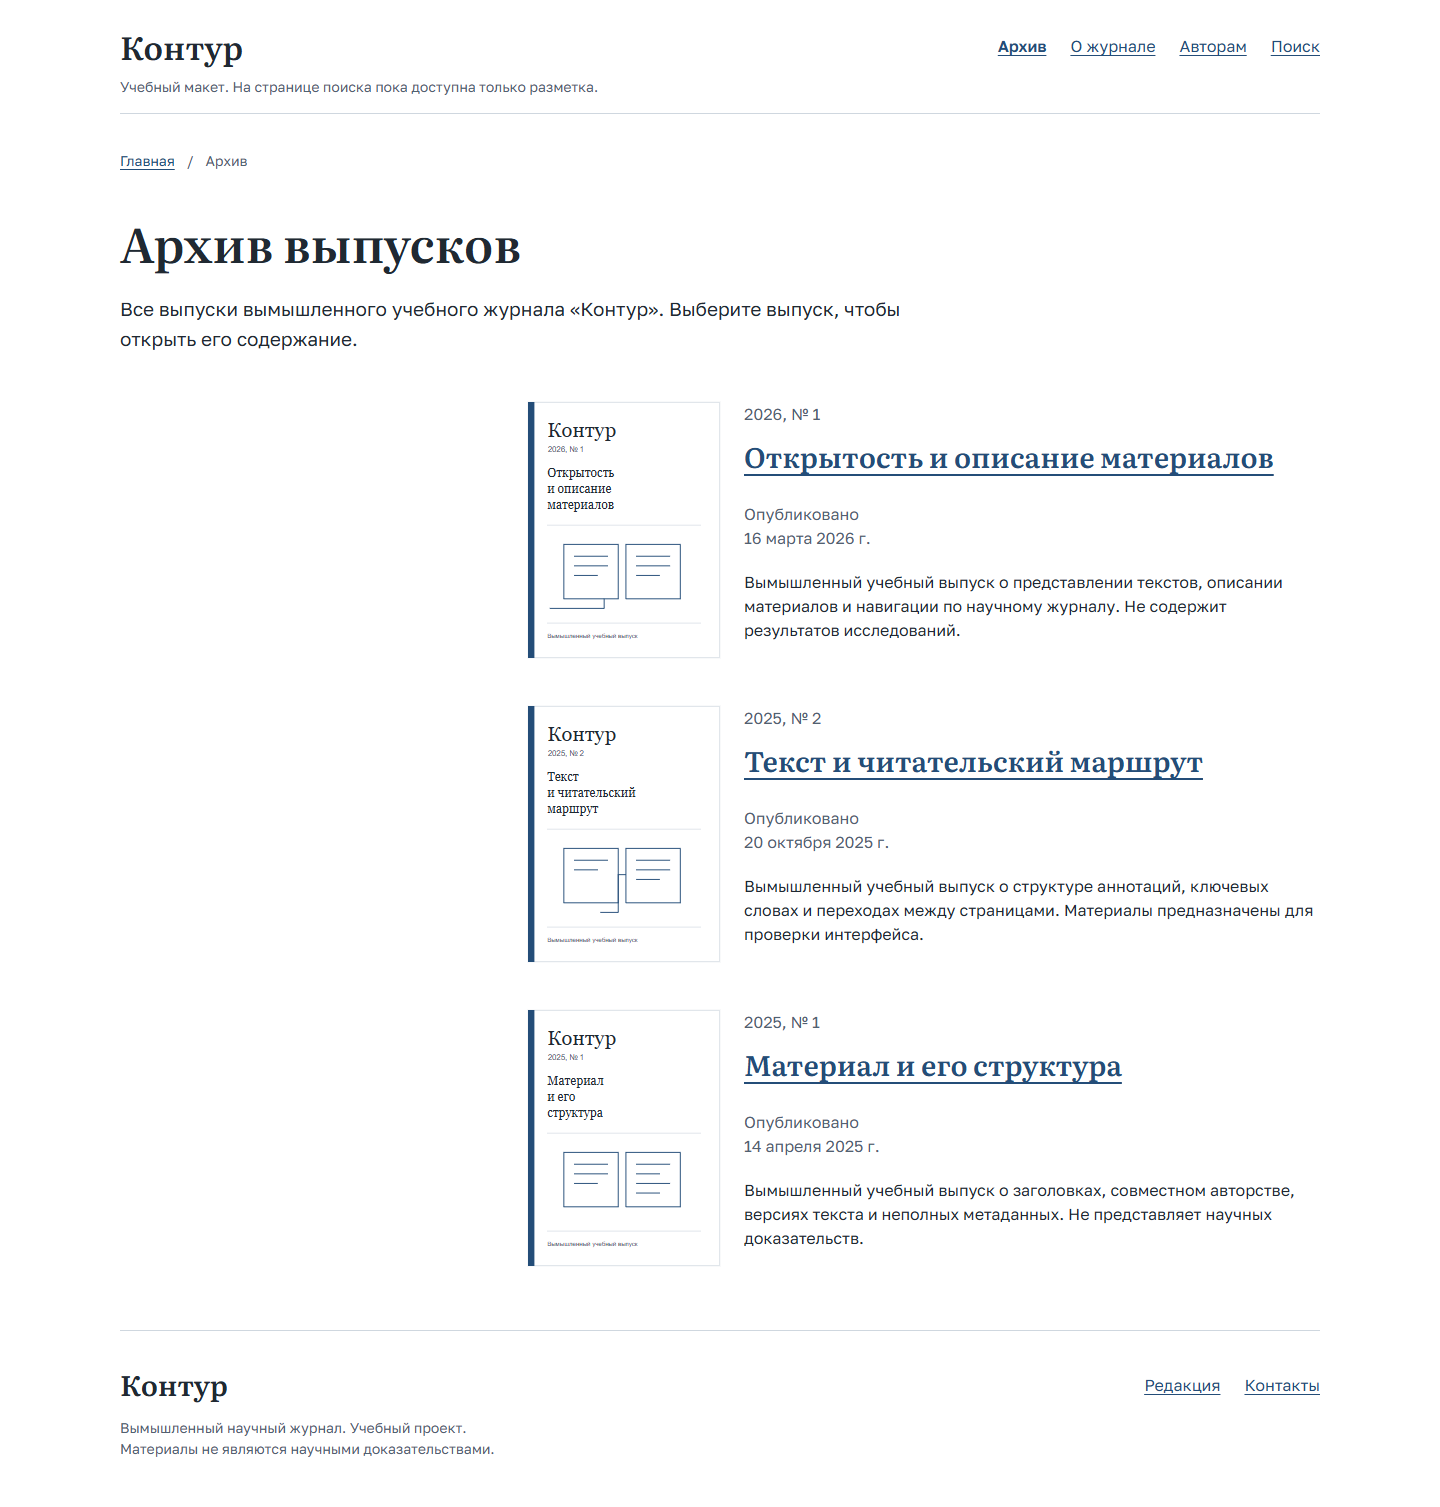 Контур
Архив О журнале Авторам Поиск
Учебный макет. На странице поиска пока доступна только разметка.
Главная / Архив
Архив выпусков
Все выпуски вымышленного учебного журнала «Контур». Выберите выпуск, чтобы
открыть его содержание.
Контур
2026, № 1
Открытость
и описание
материалов
Вымышленный учебный выпуск
2026, № 1
Открытость и описание материалов
Опубликовано
16 марта 2026 г.
Вымышленный учебный выпуск о представлении текстов, описании
материалов и навигации по научному журналу. Не содержит
результатов исследований.
Контур
2025, № 2
Текст
и читательский
маршрут
Вымышленный учебный выпуск
2025, № 2
Текст и читательский маршрут
Опубликовано
20 октября 2025 г.
Вымышленный учебный выпуск о структуре аннотаций, ключевых
словах и переходах между страницами. Материалы предназначены для
проверки интерфейса.
Контур
2025, № 1
Материал
и его
структура
Вымышленный учебный выпуск
2025, № 1
Материал и его структура
Опубликовано
14 апреля 2025 г.
Вымышленный учебный выпуск о заголовках, совместном авторстве,
версиях текста и неполных метаданных. Не представляет научных
доказательств.
Контур
Редакция Контакты
Вымышленный научный журнал. Учебный проект.
Материалы не являются научными доказательствами.